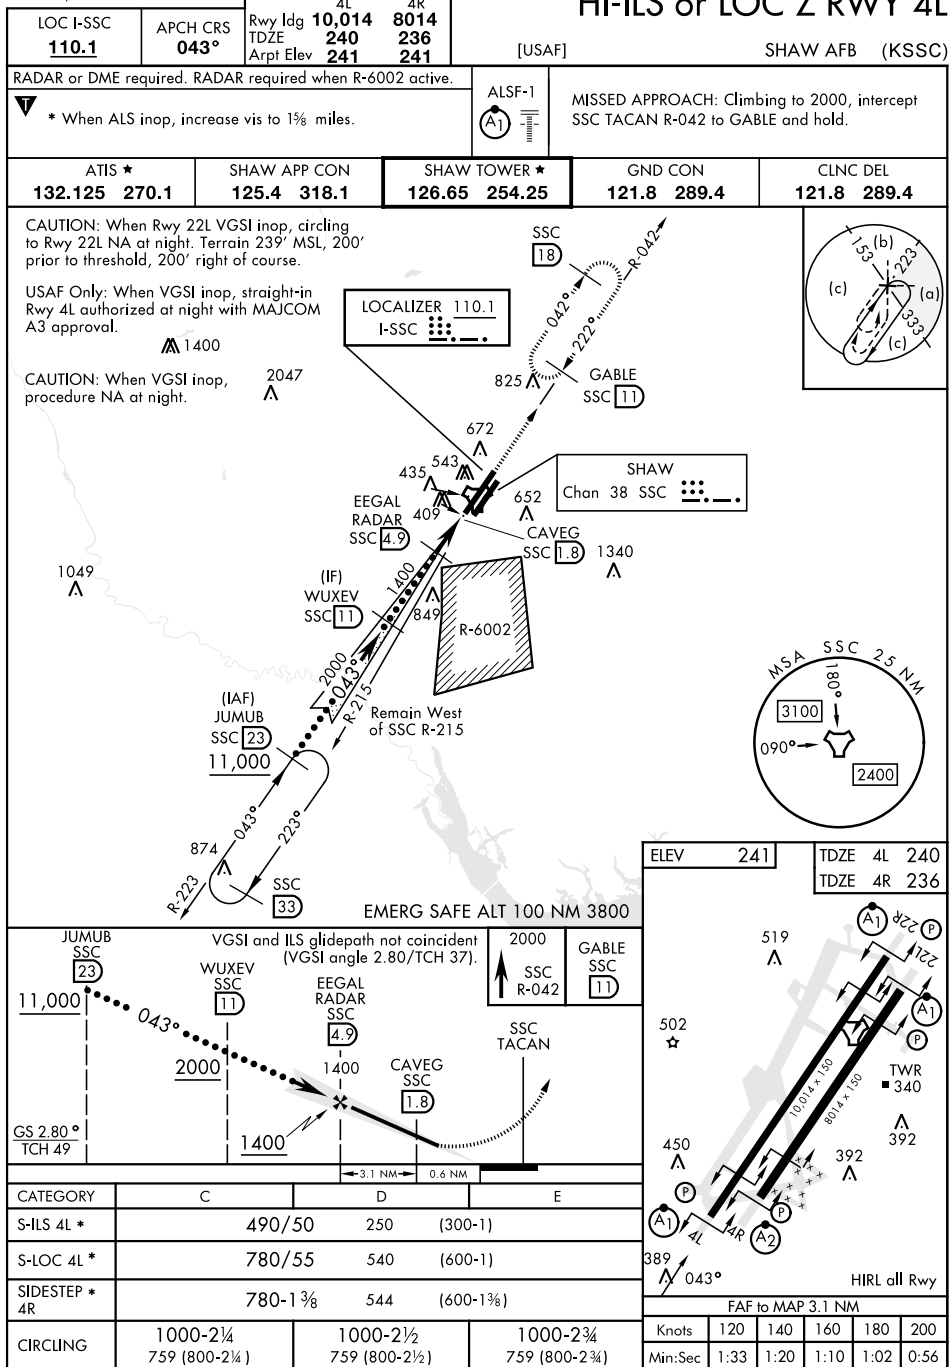 HI-ILS or LOC Z RWY 4L
LOC I-SSC
110.1
APCH CRS
043°
4L 4R
Rwy ldg 10,014 8014
TDZE 240 236
Arpt Elev 241 241
[USAF]
SHAW AFB (KSSC)
RADAR or DME required. RADAR required when R-6002 active.
T
* When ALS inop, increase vis to 1⅝ miles.
ALSF-1
A1
MISSED APPROACH: Climbing to 2000, intercept
SSC TACAN R-042 to GABLE and hold.
ATIS ★
132.125 270.1
SHAW APP CON
125.4 318.1
SHAW TOWER ★
126.65 254.25
GND CON
121.8 289.4
CLNC DEL
121.8 289.4
CAUTION: When Rwy 22L VGSI inop, circling
to Rwy 22L NA at night. Terrain 239' MSL, 200'
prior to threshold, 200' right of course.
USAF Only: When VGSI inop, straight-in
Rwy 4L authorized at night with MAJCOM
A3 approval.
1400
CAUTION: When VGSI inop,
procedure NA at night.
2047
LOCALIZER 110.1
I-SSC
SSC
18
R-042
042°
222°
825
GABLE
SSC 11
(b)
153
223
(c)
(a)
333
(c)
672
435
543
409
SHAW
Chan 38 SSC
652
EEGAL
RADAR
SSC 4.9
CAVEG
SSC 1.8
1340
1049
(IF)
WUXEV
SSC 11
1400
849
R-6002
2000
043°
R-215
Remain West
of SSC R-215
(IAF)
JUMUB
SSC 23
11,000
043°
223°
874
R-223
SSC
33
MSA SSC 25 NM
180°
3100
090°
2400
EMERG SAFE ALT 100 NM 3800
ELEV 241
TDZE 4L 240
TDZE 4R 236
JUMUB
SSC
23
11,000
043°
VGSI and ILS glidepath not coincident
(VGSI angle 2.80/TCH 37).
WUXEV
SSC
11
2000
EEGAL
RADAR
SSC
4.9
1400
1400
CAVEG
SSC
1.8
2000
SSC
R-042
GABLE
SSC
11
SSC
TACAN
GS 2.80°
TCH 49
3.1 NM
0.6 NM
519
502
A1
22R
P
22L
A1
P
TWR
340
392
392
10,014 x 150
8014 x 150
450
P
A1
4L
4R
P
A2
389
043°
HIRL all Rwy
CATEGORY C D E
S-ILS 4L * 490/50 250 (300-1)
S-LOC 4L * 780/55 540 (600-1)
SIDESTEP *
4R
780-1⅜ 544 (600-1⅜)
CIRCLING
1000-2¼
759 (800-2¼)
1000-2½
759 (800-2½)
1000-2¾
759 (800-2¾)
FAF to MAP 3.1 NM
Knots 120 140 160 180 200
Min:Sec 1:33 1:20 1:10 1:02 0:56